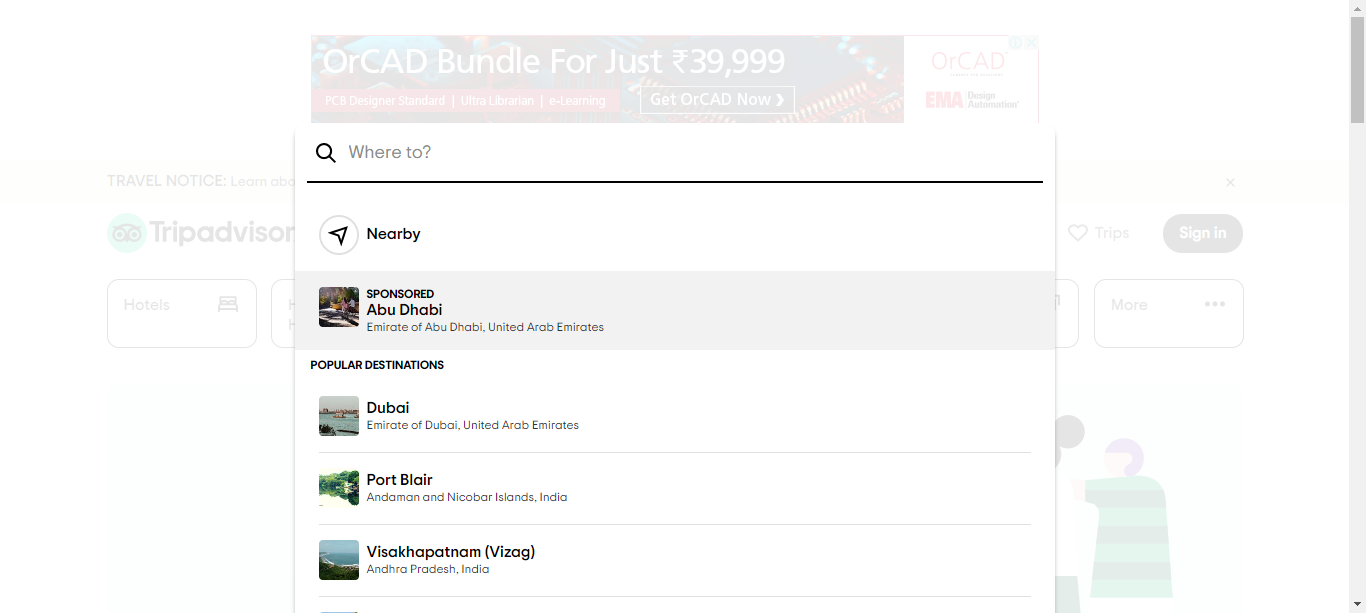 OrCAD Bundle For Just ₹39,999
PCB Designer Standard | Ultra Librarian | e-Learning
Get OrCAD Now ❯
OrCAD
EMA Design Automation
Where to?
TRAVEL NOTICE: Learn abo
Tripadvisor
Trips
Sign in
Nearby
Hotels
More
SPONSORED
Abu Dhabi
Emirate of Abu Dhabi, United Arab Emirates
POPULAR DESTINATIONS
Dubai
Emirate of Dubai, United Arab Emirates
Port Blair
Andaman and Nicobar Islands, India
Visakhapatnam (Vizag)
Andhra Pradesh, India